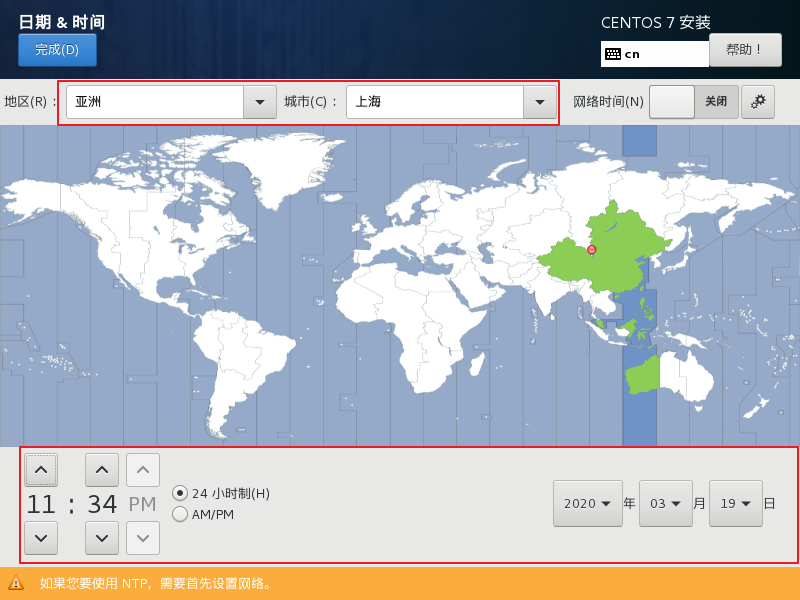 日期 & 时间
CENTOS 7 安装
完成(D)
cn
帮助！
地区(R)：
亚洲
城市(C)：
上海
网络时间(N)
关闭
11 : 34 PM
24 小时制(H)
AM/PM
2020 年 03 月 19 日
如果您要使用 NTP，需要首先设置网络。